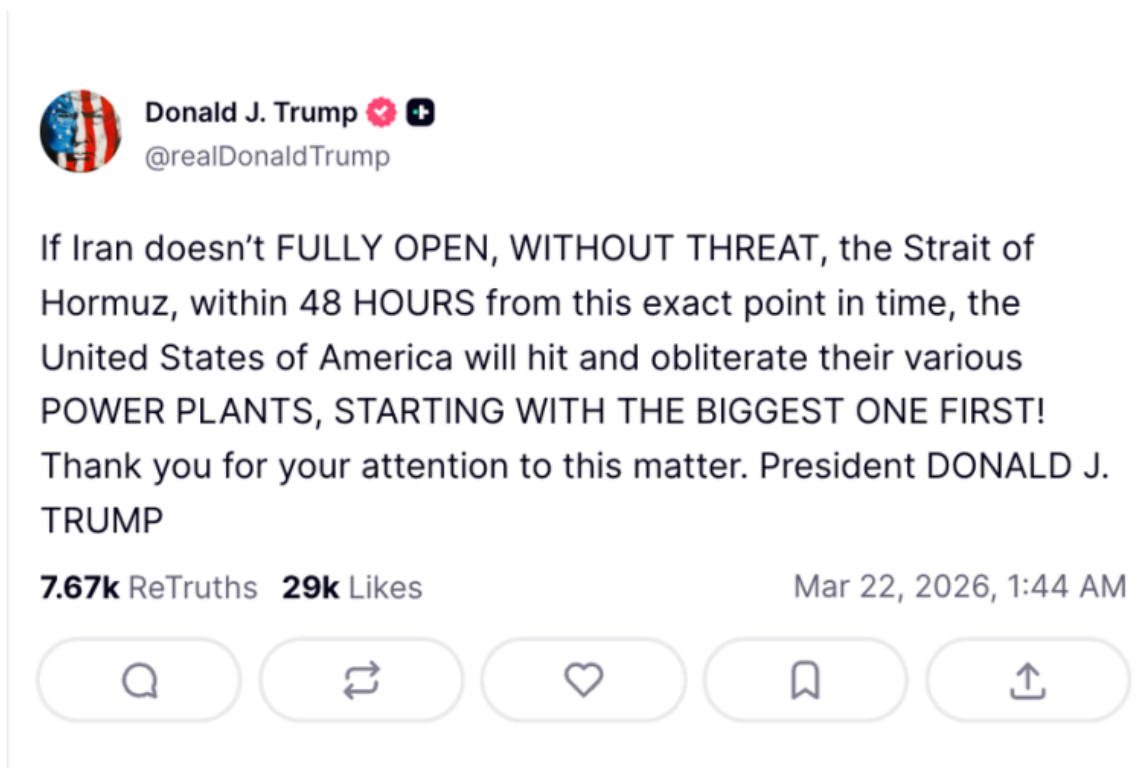 Donald J. Trump
@realDonaldTrump
If Iran doesn’t FULLY OPEN, WITHOUT THREAT, the Strait of
Hormuz, within 48 HOURS from this exact point in time, the
United States of America will hit and obliterate their various
POWER PLANTS, STARTING WITH THE BIGGEST ONE FIRST!
Thank you for your attention to this matter. President DONALD J.
TRUMP
7.67k ReTruths 29k Likes Mar 22, 2026, 1:44 AM